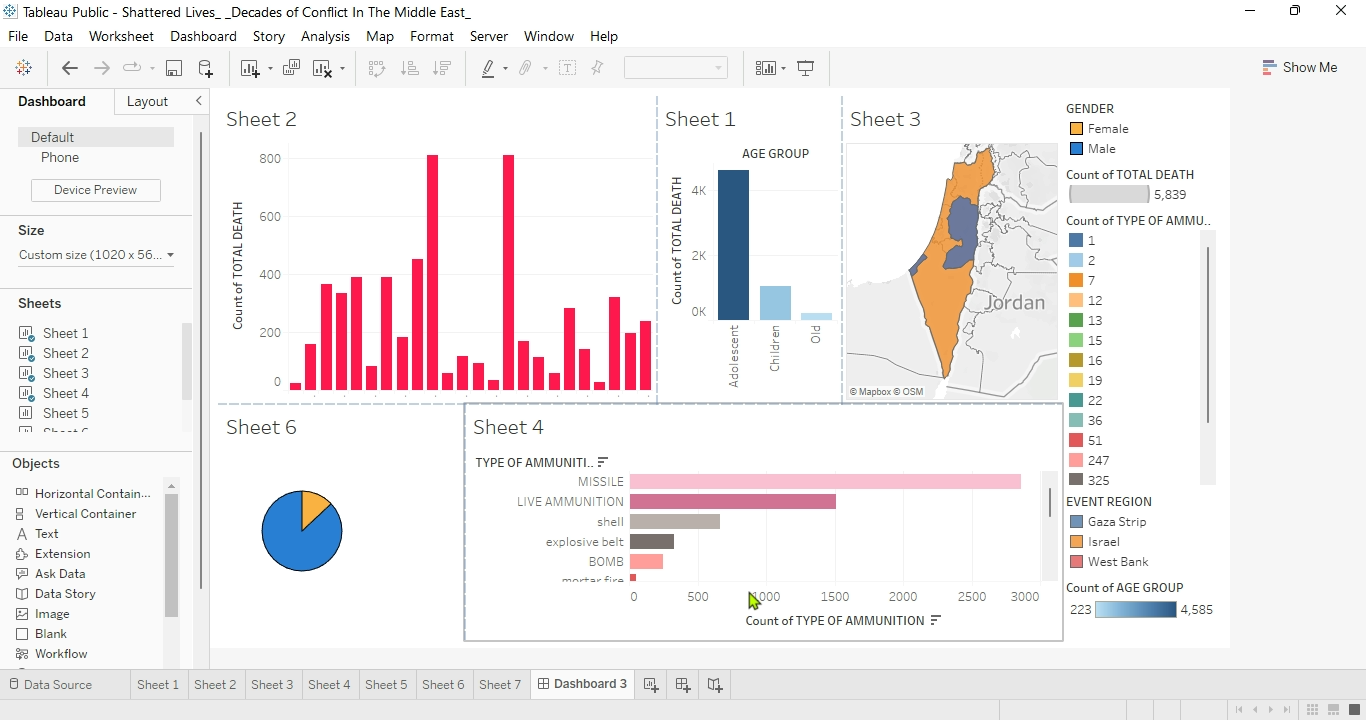 Tableau Public - Shattered Lives_ _Decades of Conflict In The Middle East_
File Data Worksheet Dashboard Story Analysis Map Format Server Window Help
Show Me
Dashboard Layout
Default
Phone
Device Preview
Size
Custom size (1020 x 56...
Sheets
Sheet 1
Sheet 2
Sheet 3
Sheet 4
Sheet 5
Objects
Horizontal Contain...
Vertical Container
Text
Extension
Ask Data
Data Story
Image
Blank
Workflow
Sheet 2
Count of TOTAL DEATH
800
600
400
200
0
Sheet 1
AGE GROUP
Count of TOTAL DEATH
4K
2K
0K
Adolescent
Children
Old
Sheet 3
Jordan
© Mapbox © OSM
Sheet 6
Sheet 4
TYPE OF AMMUNITI..
MISSILE
LIVE AMMUNITION
shell
explosive belt
BOMB
mortar fire
0 500 1000 1500 2000 2500 3000
Count of TYPE OF AMMUNITION
GENDER
Female
Male
Count of TOTAL DEATH
5,839
Count of TYPE OF AMMU..
1
2
7
12
13
15
16
19
22
36
51
247
325
EVENT REGION
Gaza Strip
Israel
West Bank
Count of AGE GROUP
223 4,585
Data Source Sheet 1 Sheet 2 Sheet 3 Sheet 4 Sheet 5 Sheet 6 Sheet 7 Dashboard 3